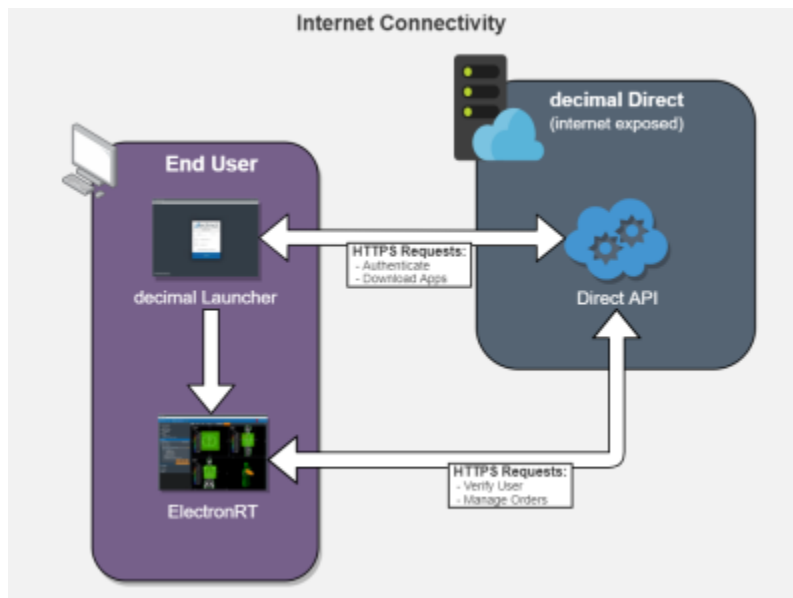 Internet Connectivity
decimal Direct
(internet exposed)
End User
HTTPS Requests:
- Authenticate
- Download Apps
decimal Launcher
Direct API
HTTPS Requests:
- Verify User
- Manage Orders
ElectronRT